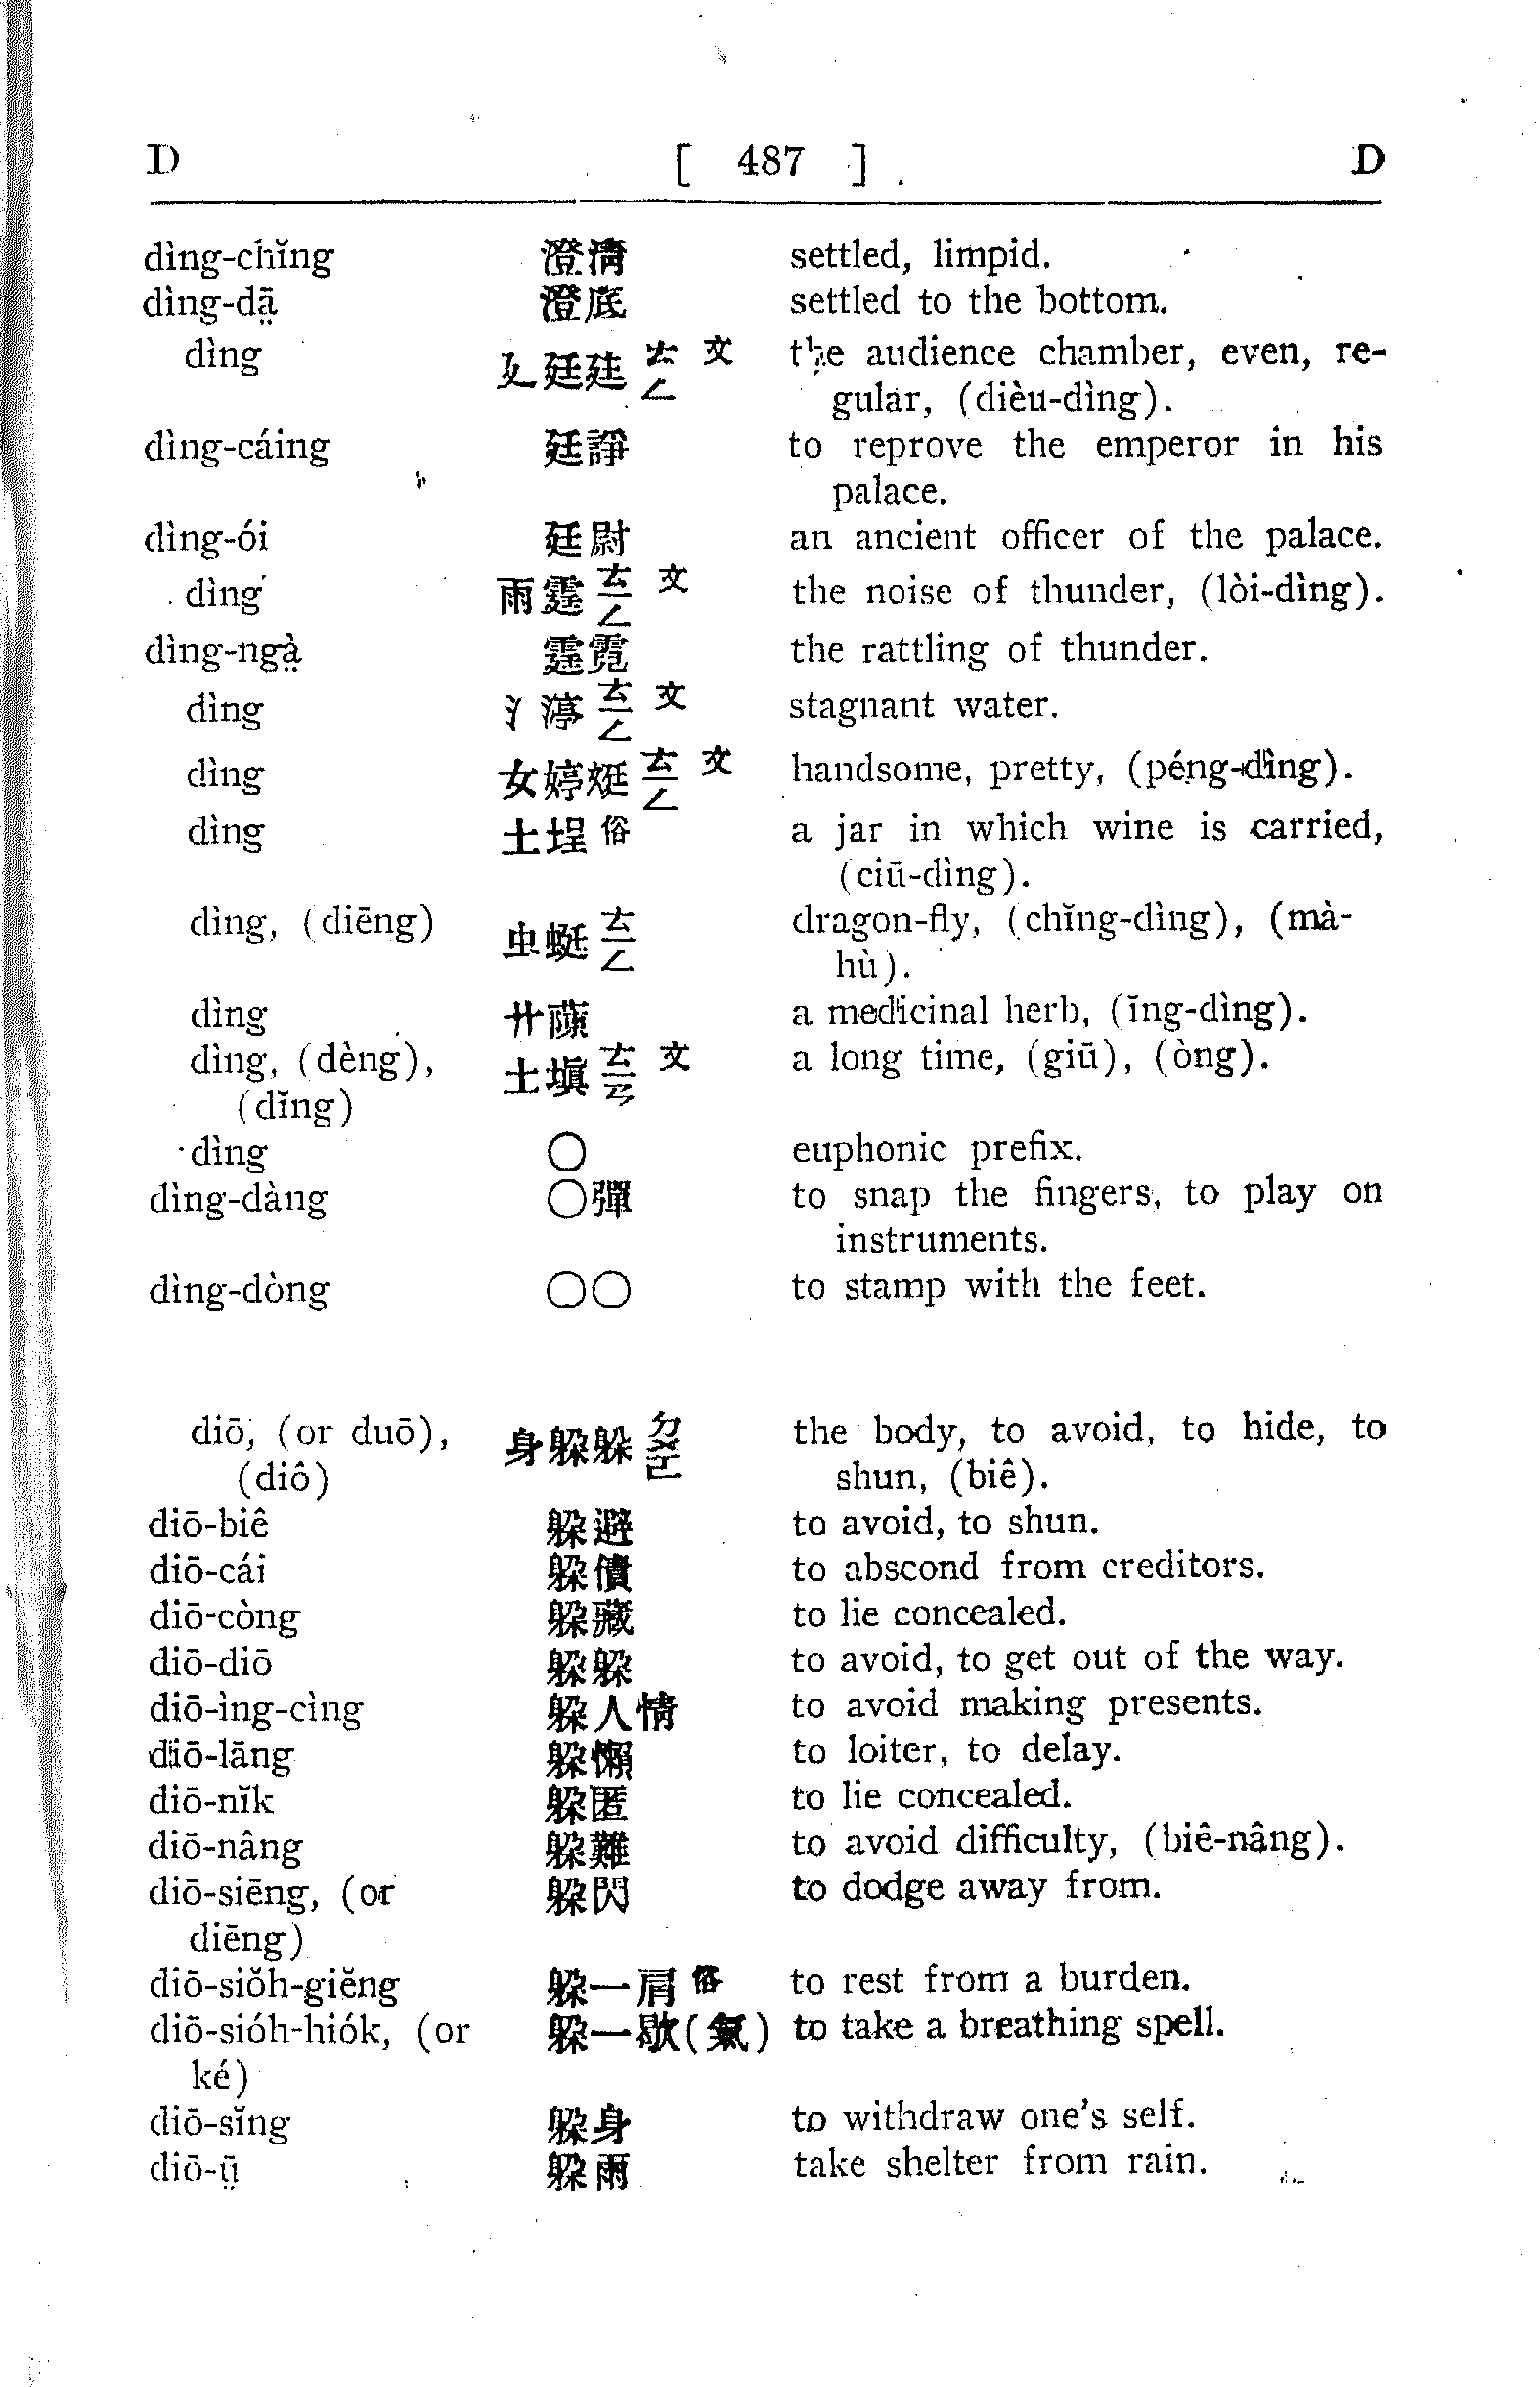 D [ 487 ] D
dìng-chĭng 澄清 settled, limpid.
dìng-dā̤ 澄底 settled to the bottom.
dìng 廴廷 ㄊㄥ 文 the audience chamber, even, re-
gular, (dièu-dìng).
dìng-cáing 廷諍 to reprove the emperor in his
palace.
dìng-ói 廷尉 an ancient officer of the palace.
dìng 雨霆 ㄊㄧㄥ 文 the noise of thunder, (lòi-dìng).
dìng-ngà̤ 霆霓 the rattling of thunder.
dìng 氵渟 ㄊㄧㄥ 文 stagnant water.
dìng 女婷娗 ㄊㄧㄥ 文 handsome, pretty, (péng-dìng).
dìng 土埕 俗 a jar in which wine is carried,
(ciū-dìng).
dìng, (diēng) 虫蜓 ㄊㄧㄥ dragon-fly, (chĭng-dìng), (mà-
hù).
dìng 艹 a medicinal herb, (ĭng-dìng).
dìng, (dèng), 土塡 ㄊㄧㄢ 文 a long time, (giū), (òng).
(dĭng)
dìng 〇 euphonic prefix.
dìng-dàng 〇彈 to snap the fingers, to play on
instruments.
dìng-dòng 〇〇 to stamp with the feet.
diō, (or duō), 身躱躲 ㄉㄨㄛ the body, to avoid, to hide, to
(diô) shun, (biê).
diō-biê 躲避 to avoid, to shun.
diō-cái 躲債 to abscond from creditors.
diō-còng 躲藏 to lie concealed.
diō-diō 躲躲 to avoid, to get out of the way.
diō-ìng-cìng 躲人情 to avoid making presents.
diō-lāng 躲懶 to loiter, to delay.
diō-nĭk 躲匿 to lie concealed.
diō-nâng 躲難 to avoid difficulty, (biê-nâng).
diō-siēng, (or 躲閃 to dodge away from.
diēng)
diō-siŏh-giĕng 躲一肩 俗 to rest from a burden.
diō-sióh-hiók, (or 躲一歇(氣) to take a breathing spell.
ké)
diō-sĭng 躲身 to withdraw one's self.
diō-ṳ̄ 躲雨 take shelter from rain.